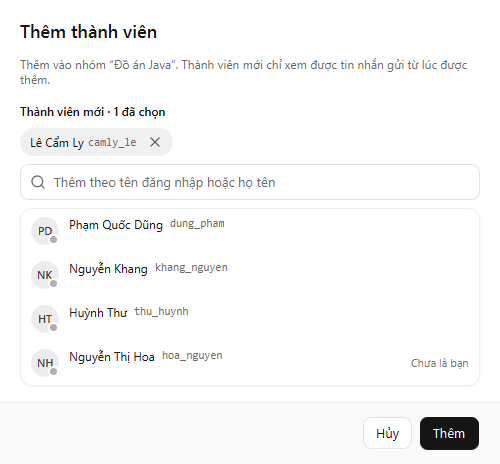 Thêm thành viên
Thêm vào nhóm “Đồ án Java”. Thành viên mới chỉ xem được tin nhắn gửi từ lúc được
thêm.
Thành viên mới · 1 đã chọn
Lê Cẩm Ly camly_le
Thêm theo tên đăng nhập hoặc họ tên
PD Phạm Quốc Dũng dung_pham
NK Nguyễn Khang khang_nguyen
HT Huỳnh Thư thu_huynh
NH Nguyễn Thị Hoa hoa_nguyen Chưa là bạn
Hủy Thêm